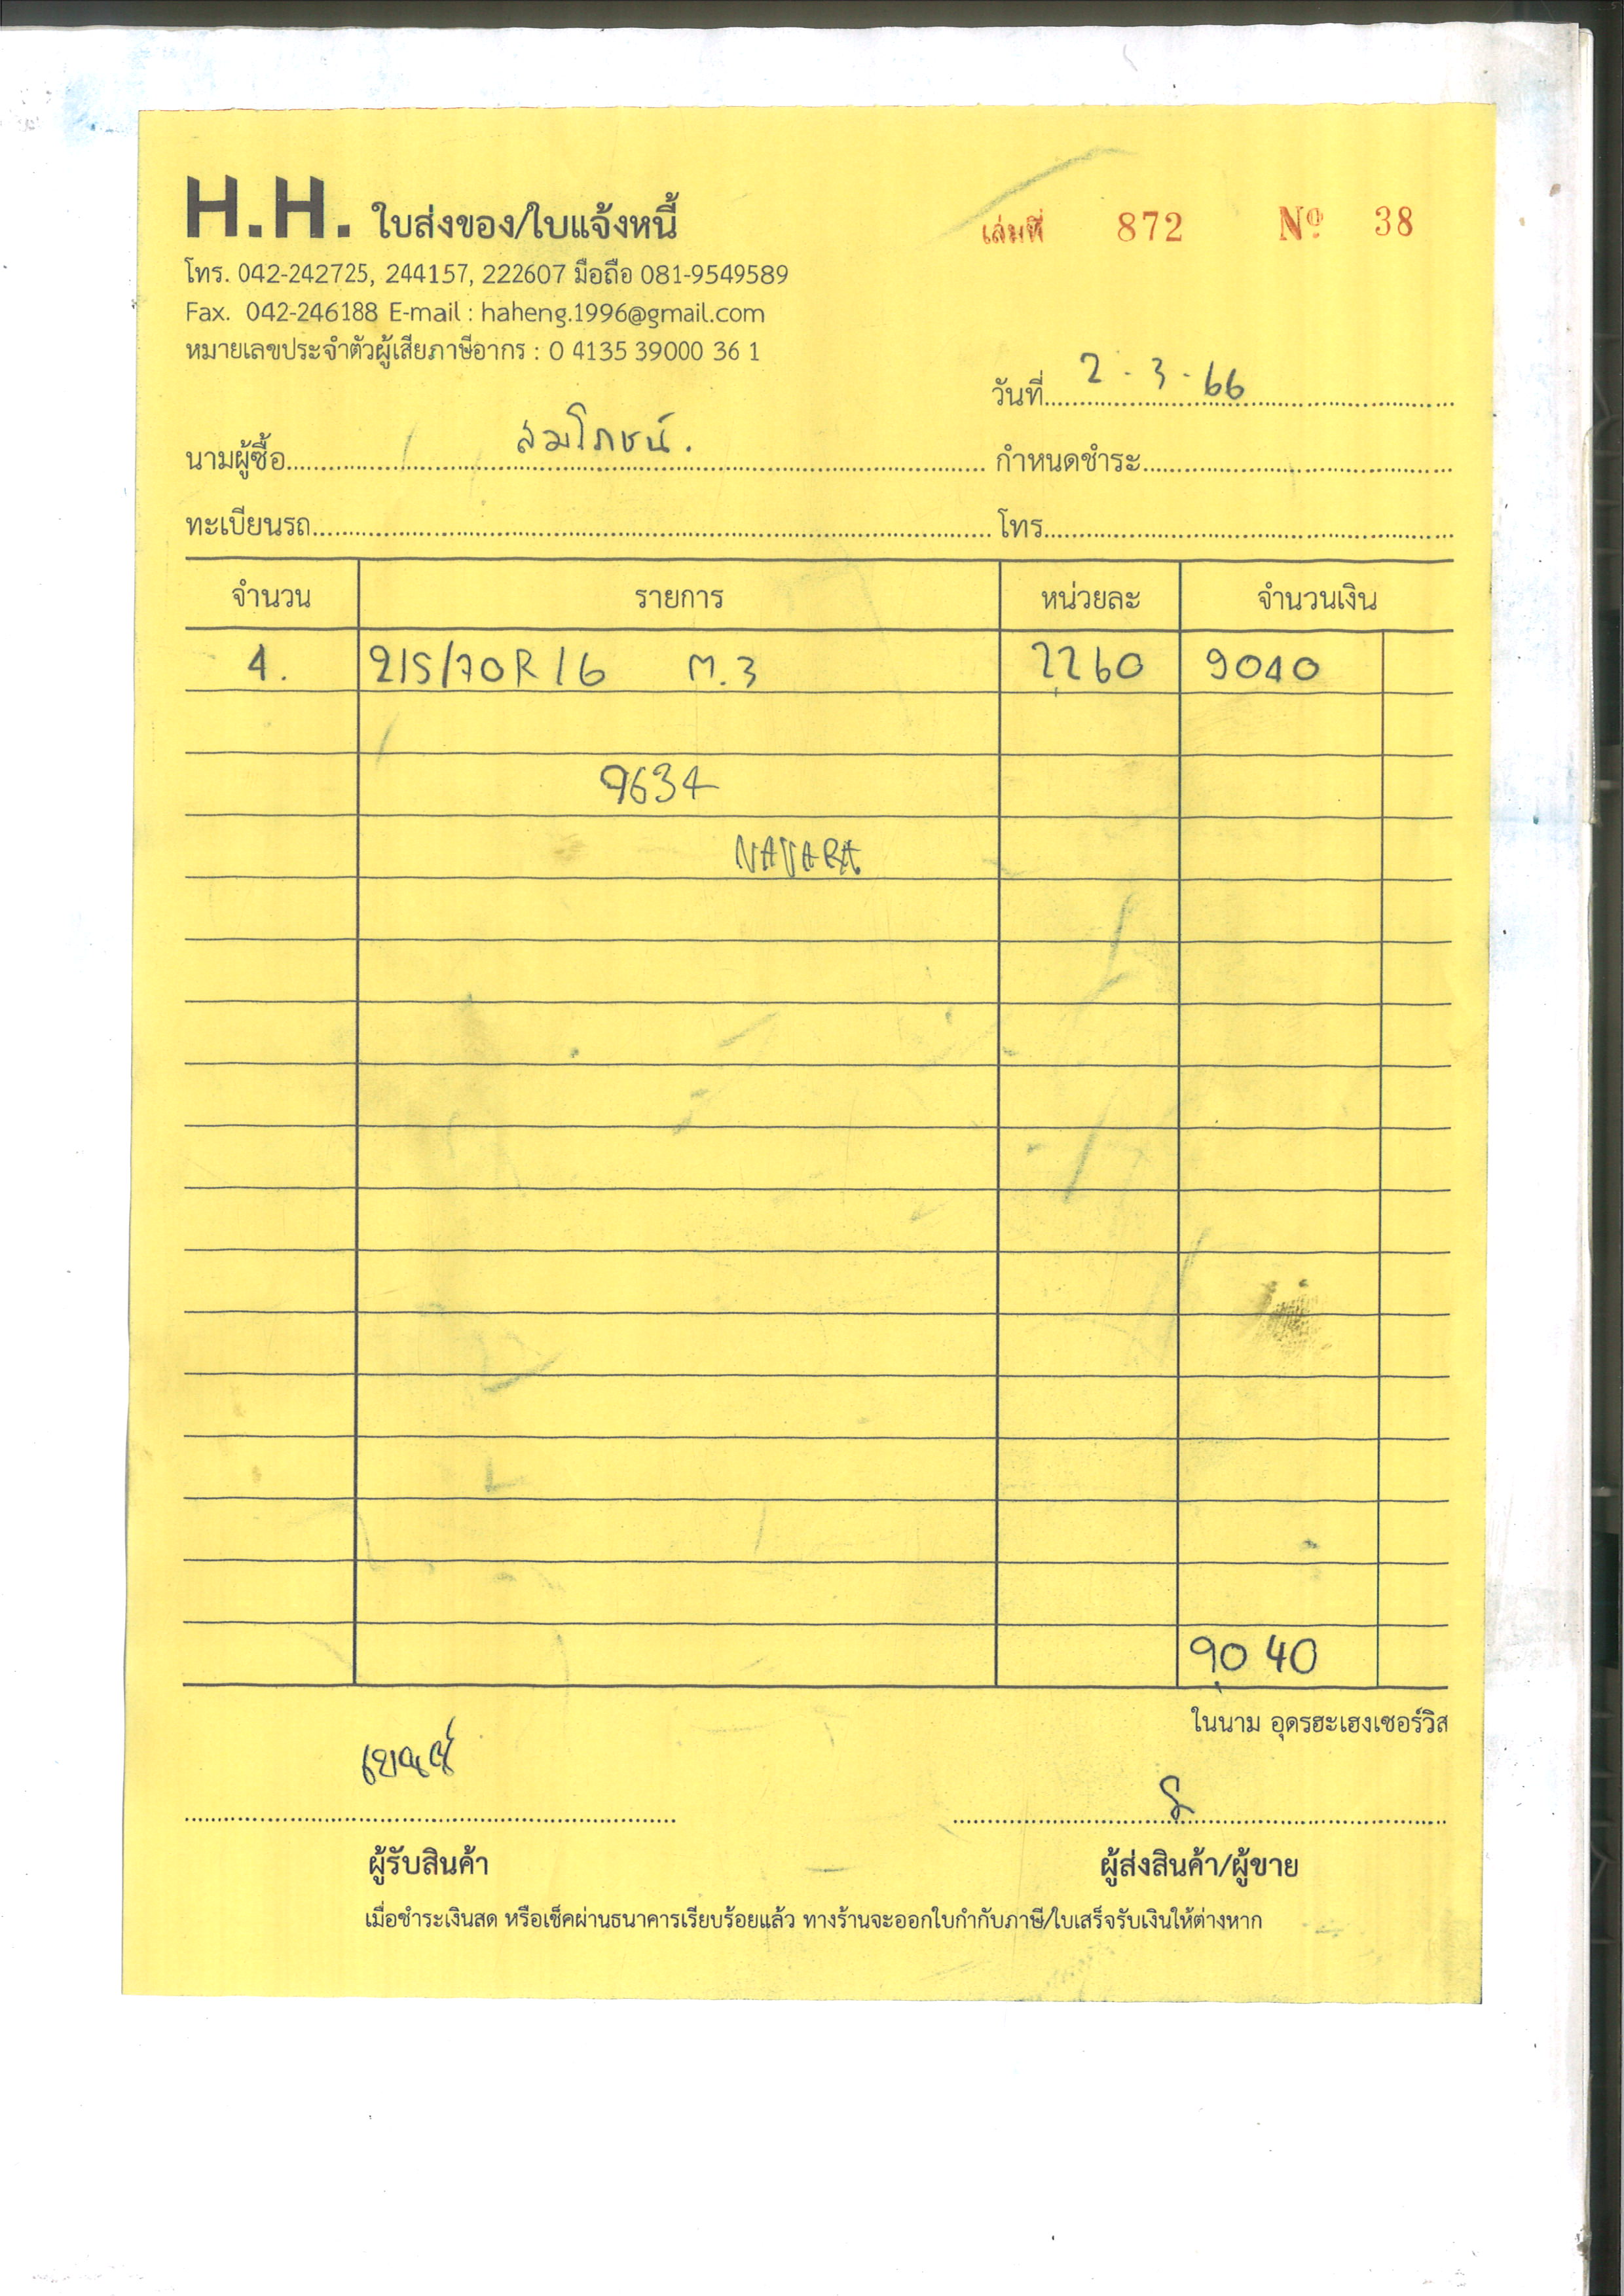 H.H. ใบส่งของ/ใบแจ้งหนี้
เล่มที่ 872 Nº 38
โทร. 042-242725, 244157, 222607 มือถือ 081-9549589
Fax. 042-246188 E-mail : haheng.1996@gmail.com
หมายเลขประจำตัวผู้เสียภาษีอากร : 0 4135 39000 36 1
วันที่ 2 - 3 - 66
นามผู้ซื้อ สมโภชน์. กำหนดชำระ
ทะเบียนรถ โทร
จำนวน รายการ หน่วยละ จำนวนเงิน
4. 215/70R16 M.3 2260 9040
9634
NAVARA
9040
ในนาม อุดรฮะเฮงเซอร์วิส
ผู้รับสินค้า ผู้ส่งสินค้า/ผู้ขาย
เมื่อชำระเงินสด หรือเช็คผ่านธนาคารเรียบร้อยแล้ว ทางร้านจะออกใบกำกับภาษี/ใบเสร็จรับเงินให้ต่างหาก